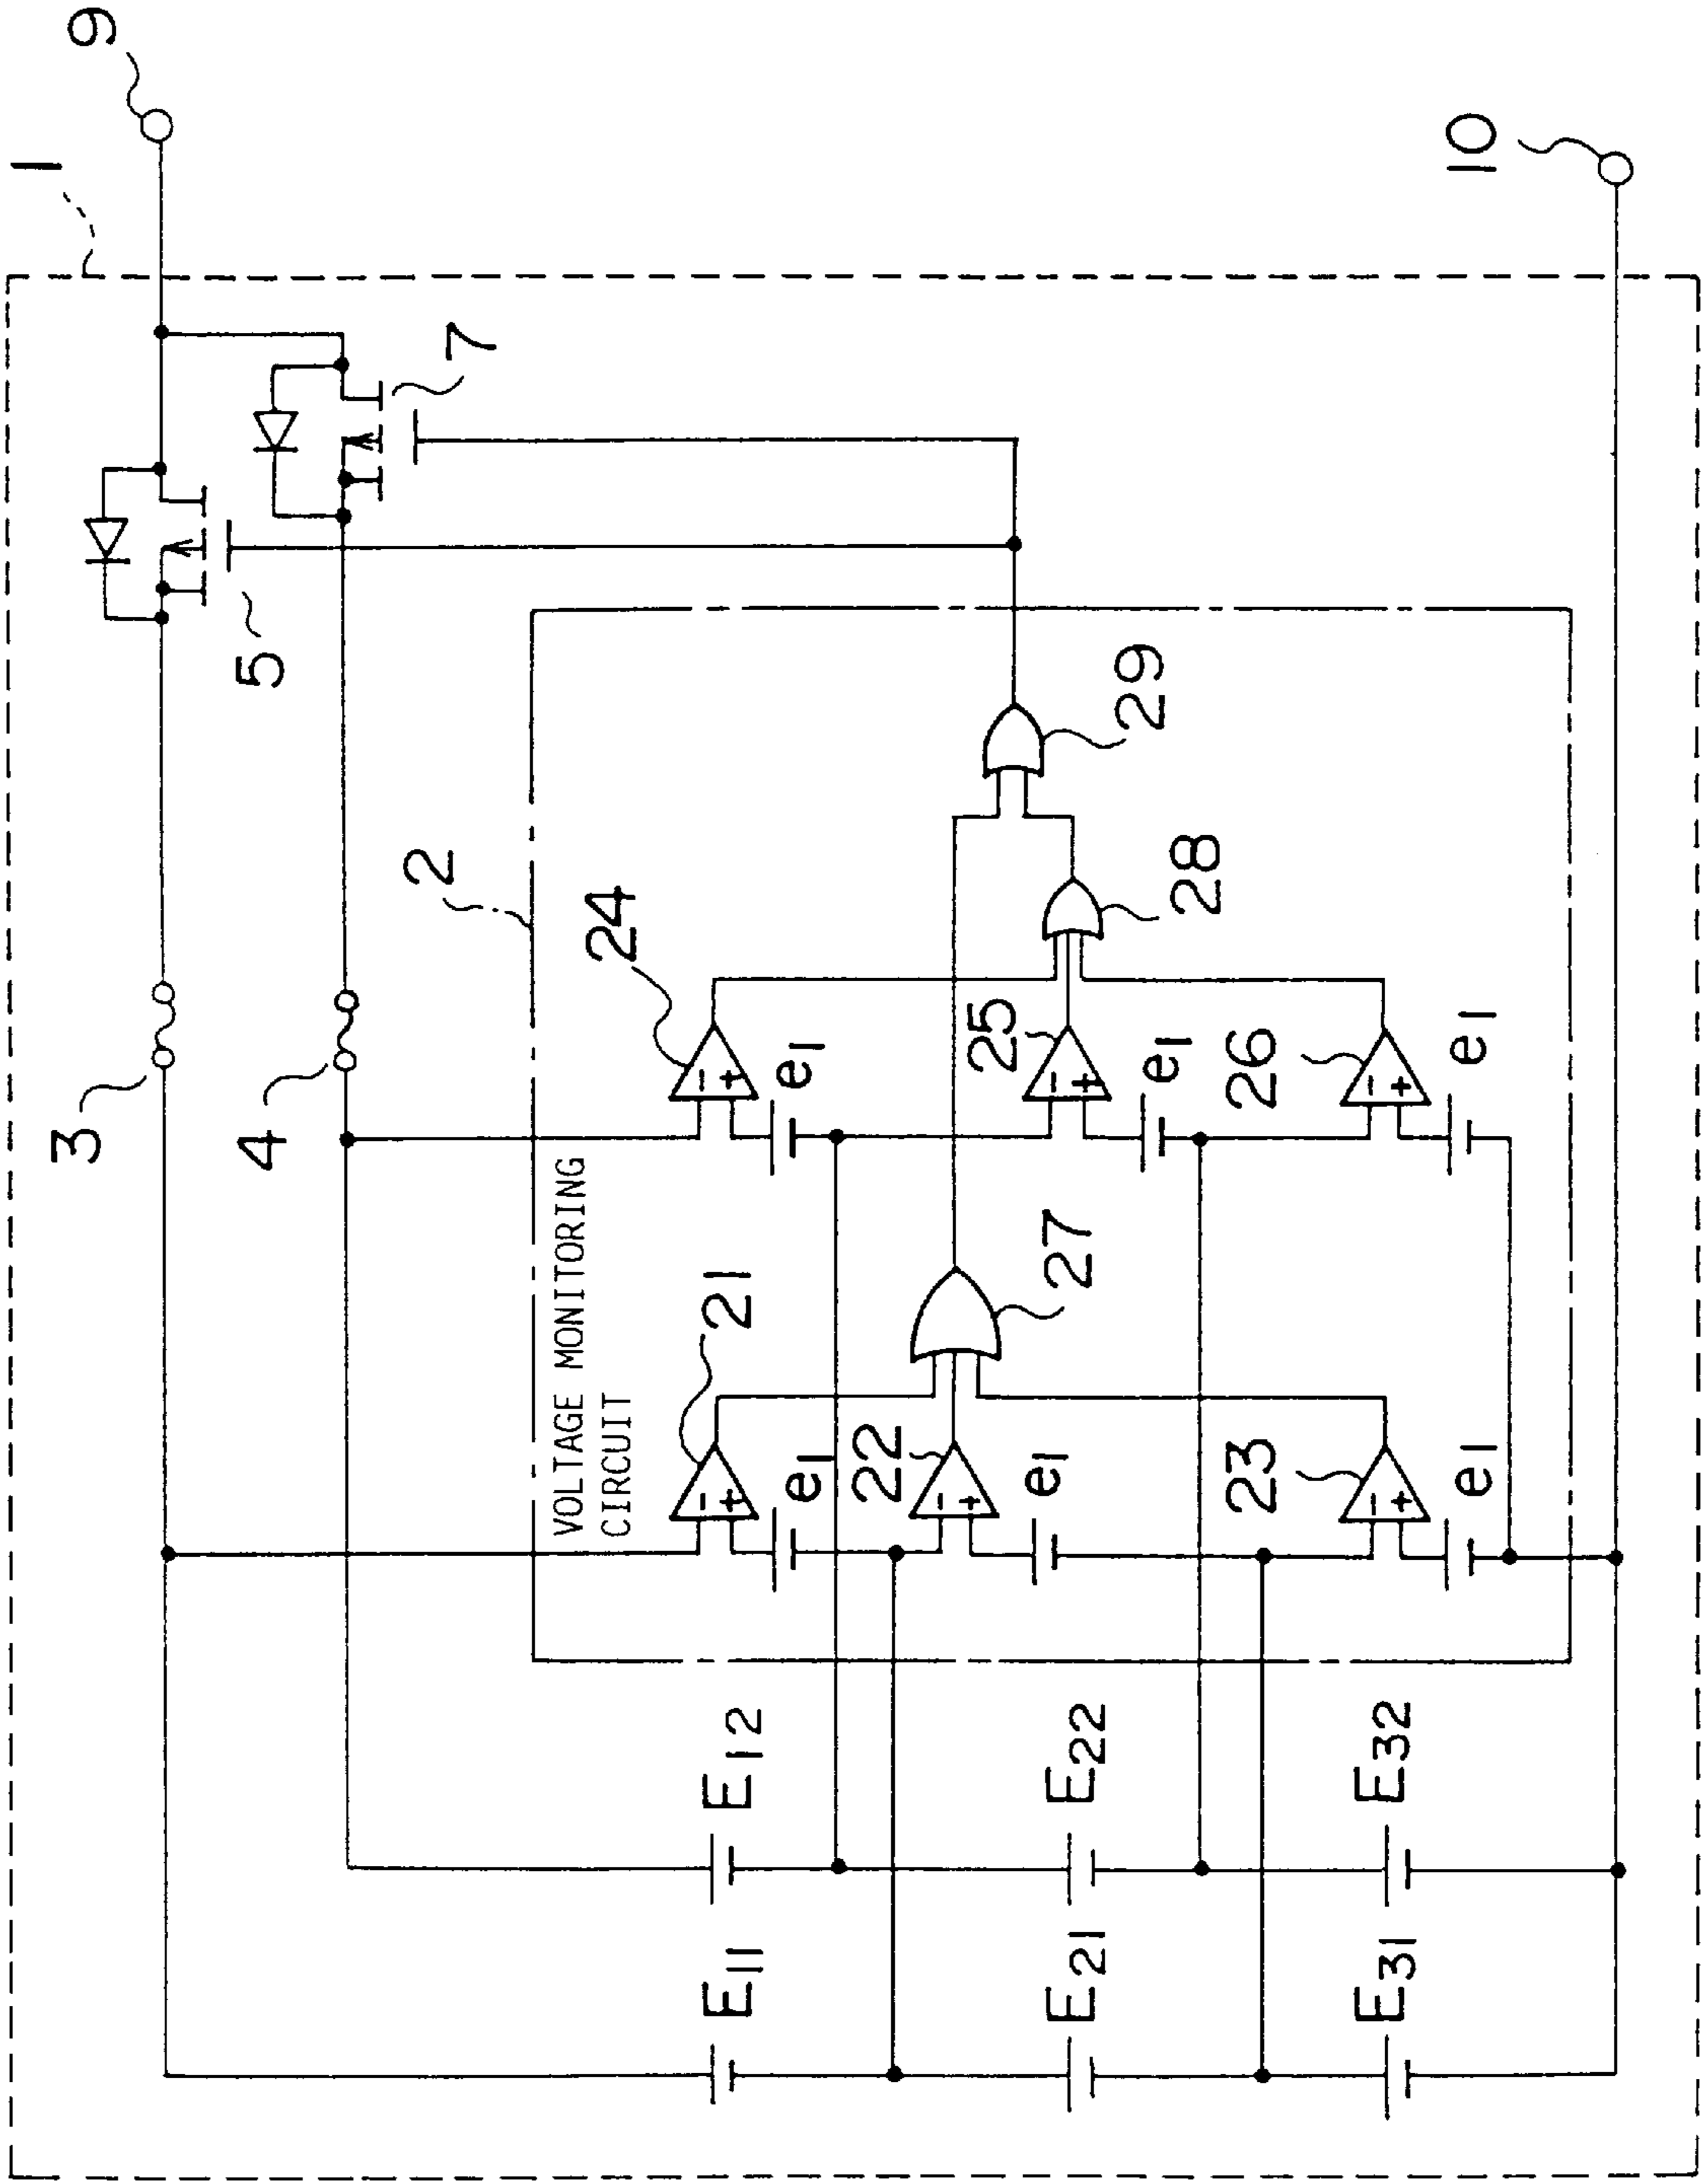 9
1
3
5
7
4
2
VOLTAGE MONITORING
CIRCUIT
21
24
e1
e1
22
25
27
28
29
e1
e1
23
26
e1
e1
E11
E12
E21
E22
E31
E32
10